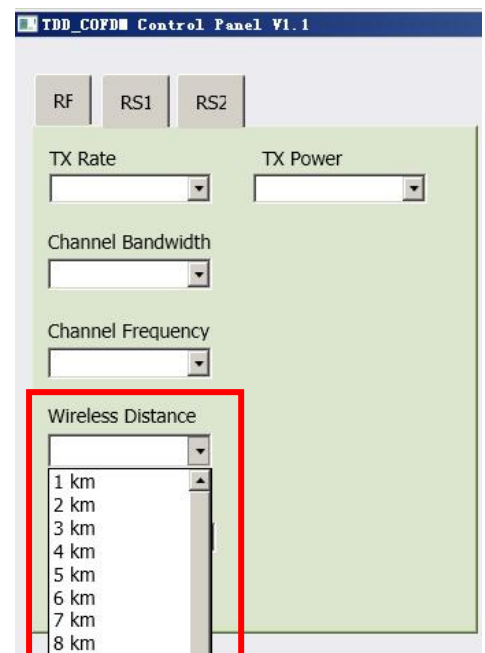 TDD_COFDM Control Panel V1.1
RF RS1 RS2
TX Rate TX Power
Channel Bandwidth
Channel Frequency
Wireless Distance
1 km
2 km
3 km
4 km
5 km
6 km
7 km
8 km